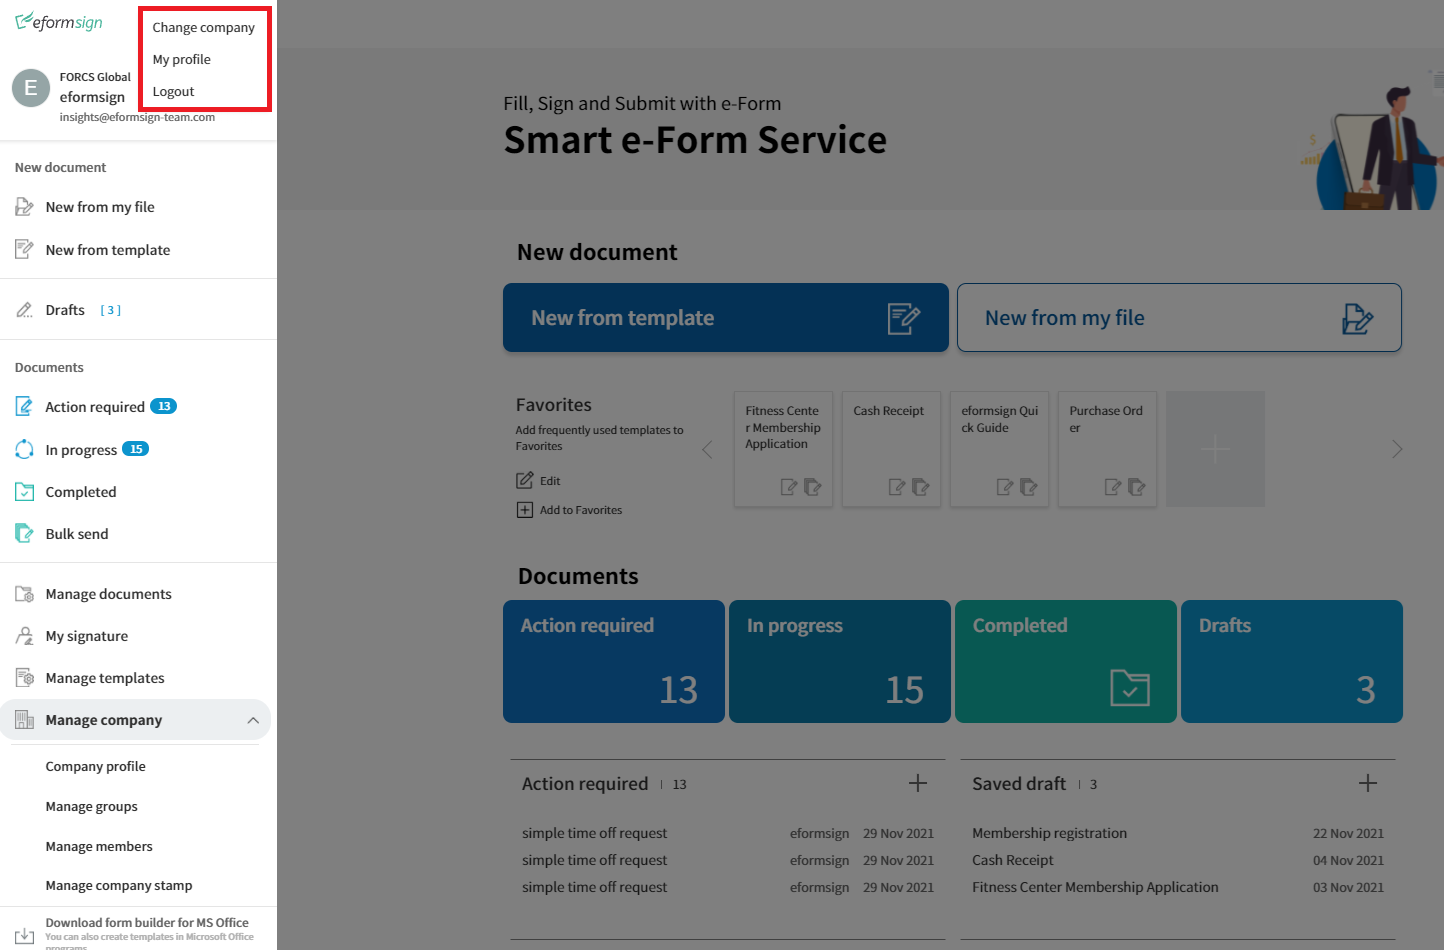 eformsign
Change company
My profile
Logout
E
FORCS Global
eformsign
insights@eformsign-team.com
New document
New from my file
New from template
Drafts [ 3 ]
Documents
Action required 13
In progress 15
Completed
Bulk send
Manage documents
My signature
Manage templates
Manage company
Company profile
Manage groups
Manage members
Manage company stamp
Download form builder for MS Office
You can also create templates in Microsoft Office
programs
Fill, Sign and Submit with e-Form
Smart e-Form Service
$
New document
New from template
New from my file
Favorites
Add frequently used templates to
Favorites
Edit
Add to Favorites
Fitness Cente
r Membership
Application
Cash Receipt
eformsign Qui
ck Guide
Purchase Ord
er
Documents
Action required
13
In progress
15
Completed
Drafts
3
Action required | 13
simple time off request eformsign 29 Nov 2021
simple time off request eformsign 29 Nov 2021
simple time off request eformsign 29 Nov 2021
Saved draft | 3
Membership registration 22 Nov 2021
Cash Receipt 04 Nov 2021
Fitness Center Membership Application 03 Nov 2021